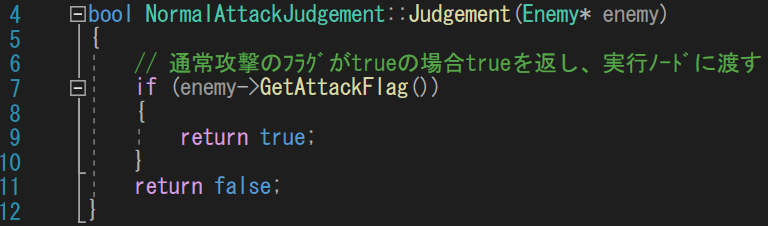 4 bool NormalAttackJudgement::Judgement(Enemy* enemy)
5 {
6 // 通常攻撃のﾌﾗｸﾞがtrueの場合trueを返し、実行ﾉｰﾄﾞに渡す
7 if (enemy->GetAttackFlag())
8 {
9 return true;
10 }
11 return false;
12 }